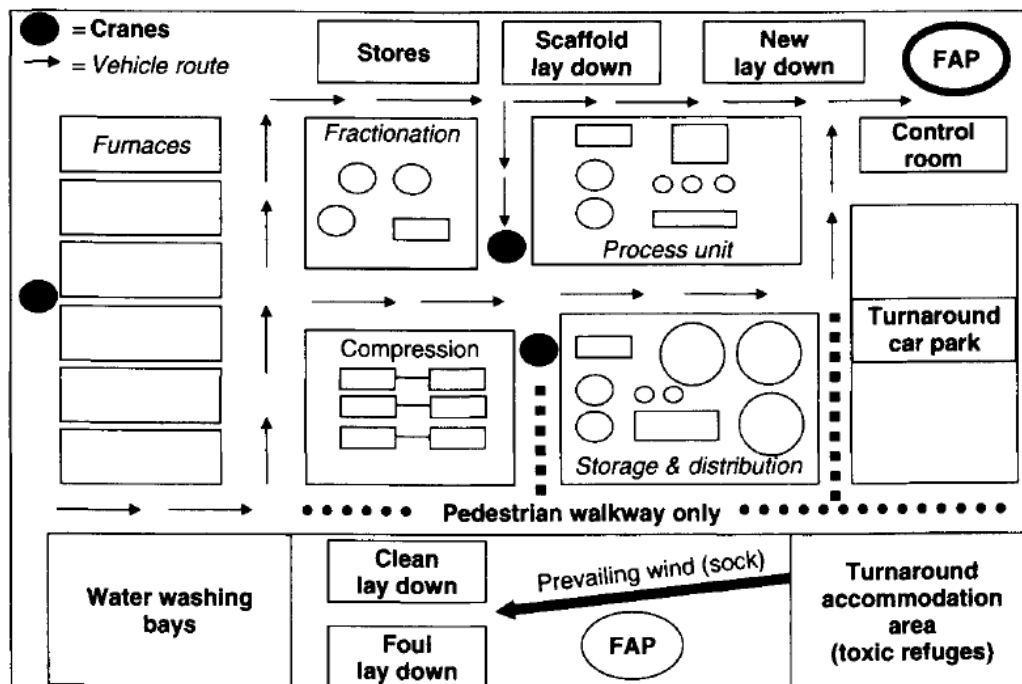 = Cranes
= Vehicle route
Stores
Scaffold
lay down
New
lay down
FAP
Furnaces
Fractionation
Process unit
Control
room
Compression
Storage & distribution
Turnaround
car park
Pedestrian walkway only
Water washing
bays
Clean
lay down
Foul
lay down
Prevailing wind (sock)
FAP
Turnaround
accommodation
area
(toxic refuges)